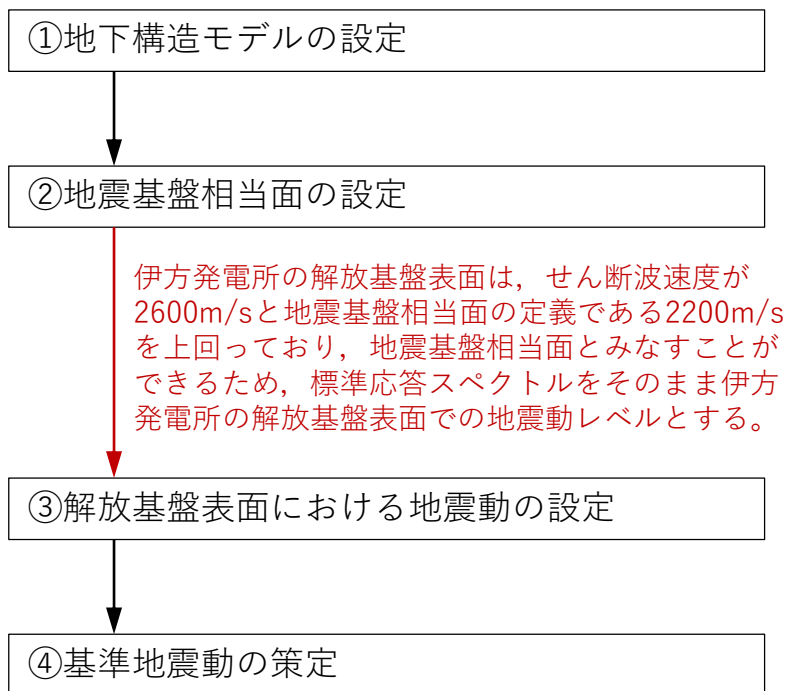 ①地下構造モデルの設定
②地震基盤相当面の設定
伊方発電所の解放基盤表面は，せん断波速度が
2600m/sと地震基盤相当面の定義である2200m/s
を上回っており，地震基盤相当面とみなすことが
できるため，標準応答スペクトルをそのまま伊方
発電所の解放基盤表面での地震動レベルとする。
③解放基盤表面における地震動の設定
④基準地震動の策定